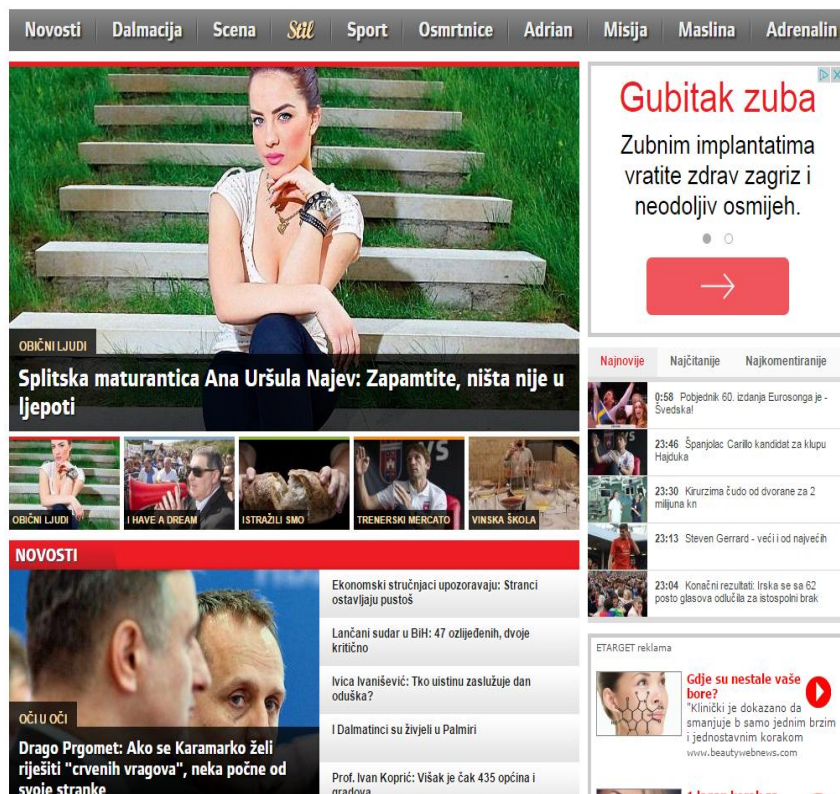 Novosti Dalmacija Scena Stil Sport Osmrtnice Adrian Misija Maslina Adrenalin
OBIČNI LJUDI
Splitska maturantica Ana Uršula Najev: Zapamtite, ništa nije u
ljepoti
OBIČNI LJUDI
I HAVE A DREAM
ISTRAŽILI SMO
TRENERSKI MERCATO
VINSKA ŠKOLA
NOVOSTI
OČI U OČI
Drago Prgomet: Ako se Karamarko želi
riješiti "crvenih vragova", neka počne od
svoje stranke
Ekonomski stručnjaci upozoravaju: Stranci
ostavljaju pustoš
Lančani sudar u BiH: 47 ozlijeđenih, dvoje
kritično
Ivica Ivanišević: Tko uistinu zaslužuje dan
oduška?
I Dalmatinci su živjeli u Palmiri
Prof. Ivan Koprić: Višak je čak 435 općina i
gradova
Gubitak zuba
Zubnim implantatima
vratite zdrav zagriz i
neodoljiv osmijeh.
Najnovije Najčitanije Najkomentiranije
0:58 Pobjednik 60. izdanja Eurosonga je -
Švedska!
23:46 Španjolac Carillo kandidat za klupu
Hajduka
23:30 Kirurzima čudo od dvorane za 2
milijuna kn
23:13 Steven Gerrard - veći i od najvećih
23:04 Konačni rezultati: Irska se sa 62
posto glasova odlučila za istospolni brak
ETARGET reklama
Gdje su nestale vaše
bore?
"Klinički je dokazano da
smanjuje b samo jednim brzim
i jednostavnim korakom
www.beautywebnews.com